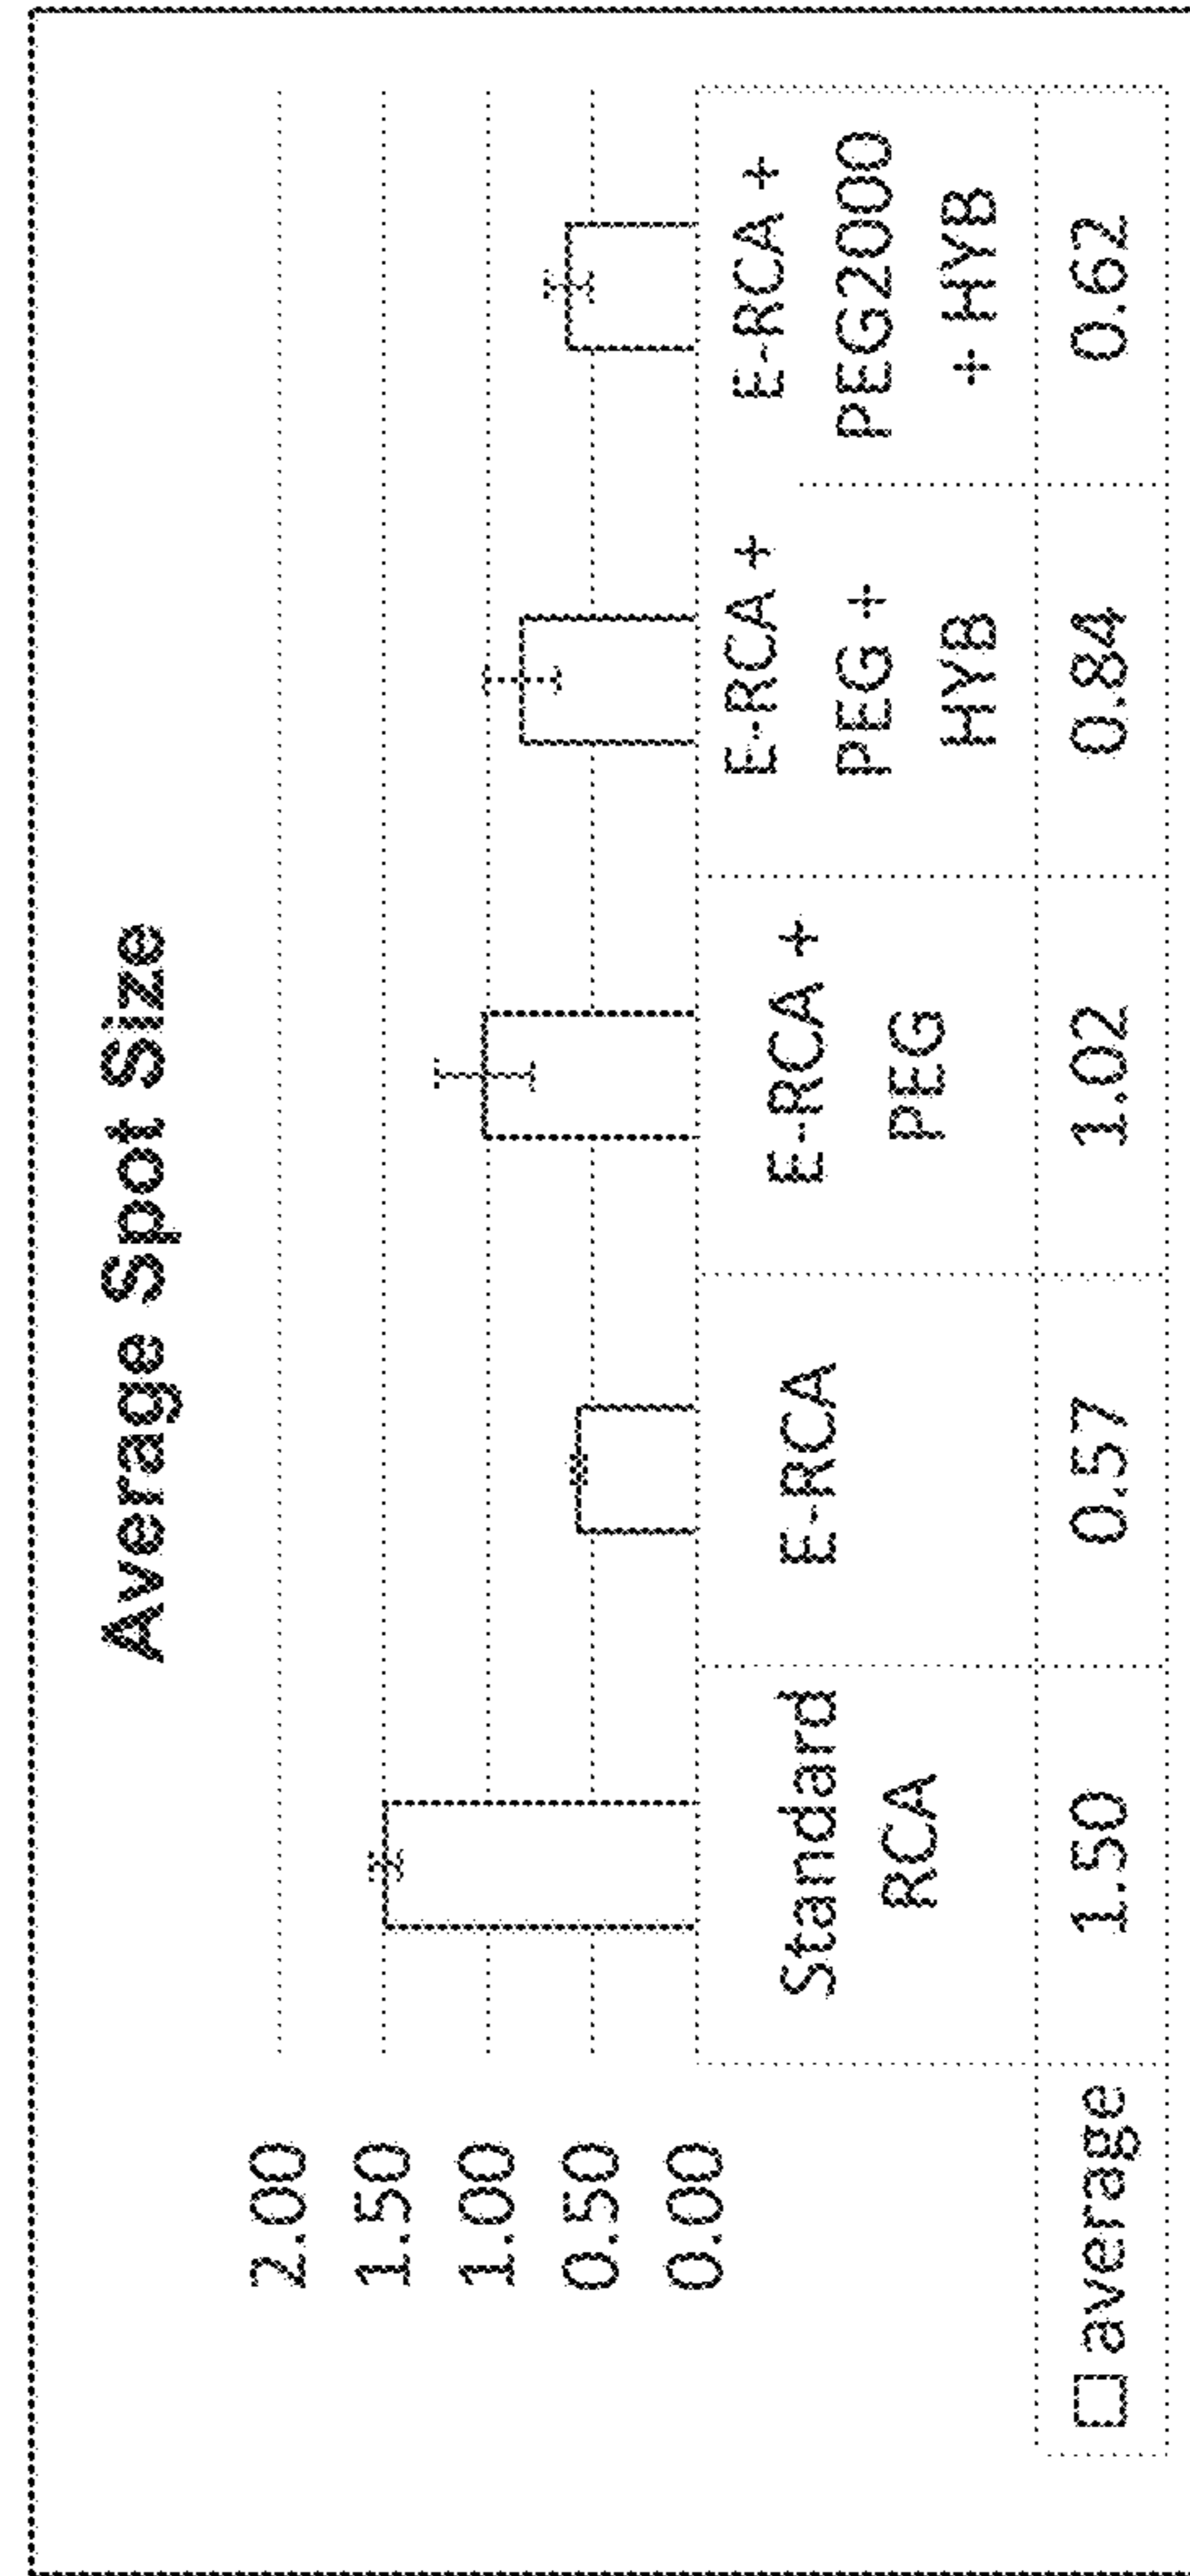 Average Spot Size
2.00
1.50
1.00
0.50
0.00
Standard
RCA
E-RCA
E-RCA +
PEG
E-RCA +
PEG +
HYB
E-RCA +
PEG2000
+ HYB
average 1.50 0.57 1.02 0.84 0.62